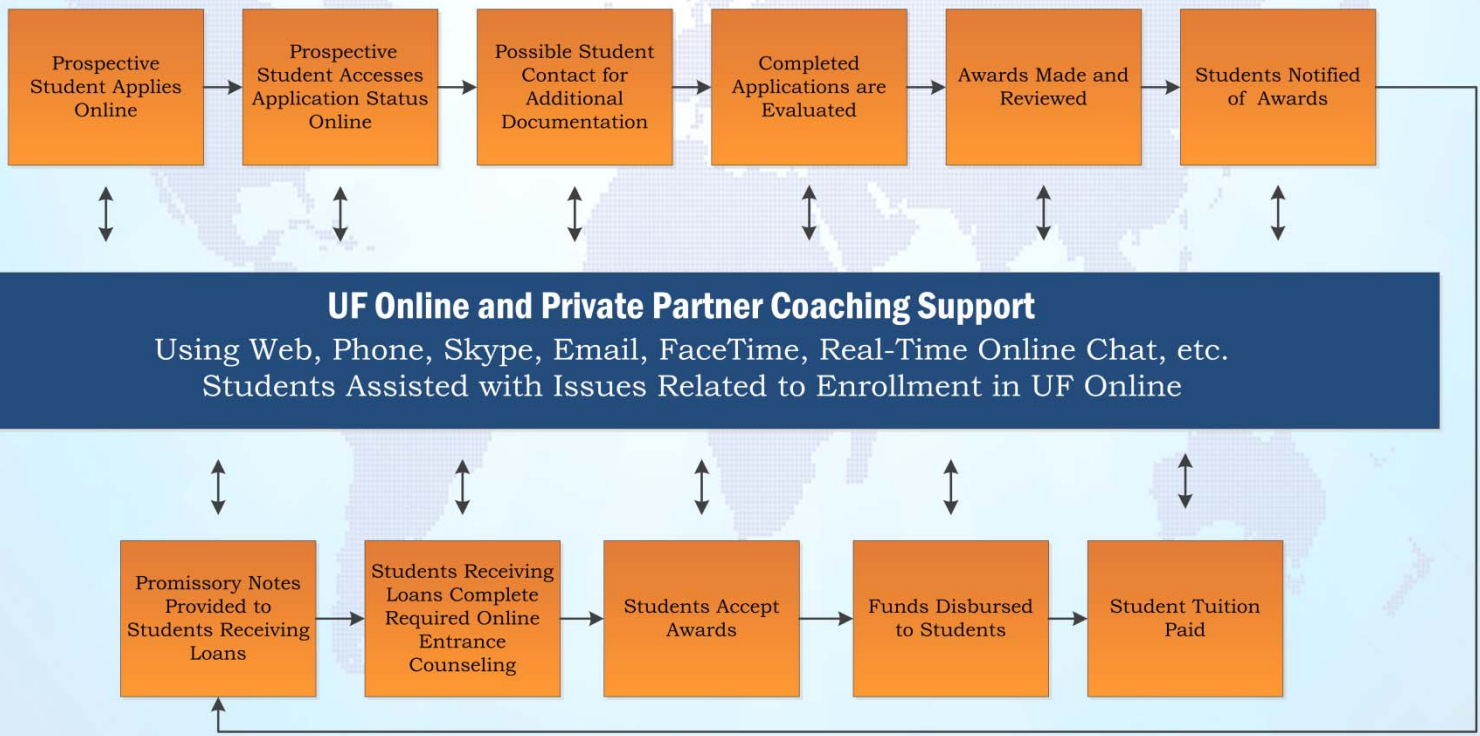 Prospective
Student Applies
Online
Prospective
Student Accesses
Application Status
Online
Possible Student
Contact for
Additional
Documentation
Completed
Applications are
Evaluated
Awards Made and
Reviewed
Students Notified
of Awards
UF Online and Private Partner Coaching Support
Using Web, Phone, Skype, Email, FaceTime, Real-Time Online Chat, etc.
Students Assisted with Issues Related to Enrollment in UF Online
Promissory Notes
Provided to
Students Receiving
Loans
Students Receiving
Loans Complete
Required Online
Entrance
Counseling
Students Accept
Awards
Funds Disbursed
to Students
Student Tuition
Paid